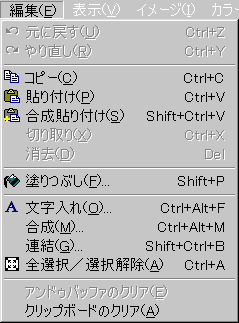 編集(E) 表示(V) イメージ(I) カラー
元に戻す(U) Ctrl+Z
やり直し(R) Ctrl+Y
コピー(C) Ctrl+C
貼り付け(P) Ctrl+V
合成貼り付け(S) Shift+Ctrl+V
切り取り(X) Ctrl+X
消去(D) Del
塗りつぶし(F)... Shift+P
文字入れ(O)... Ctrl+Alt+F
合成(M)... Ctrl+Alt+M
連結(G)... Shift+Ctrl+B
全選択／選択解除(A) Ctrl+A
アンドゥバッファのクリア(E)
クリップボードのクリア(A)